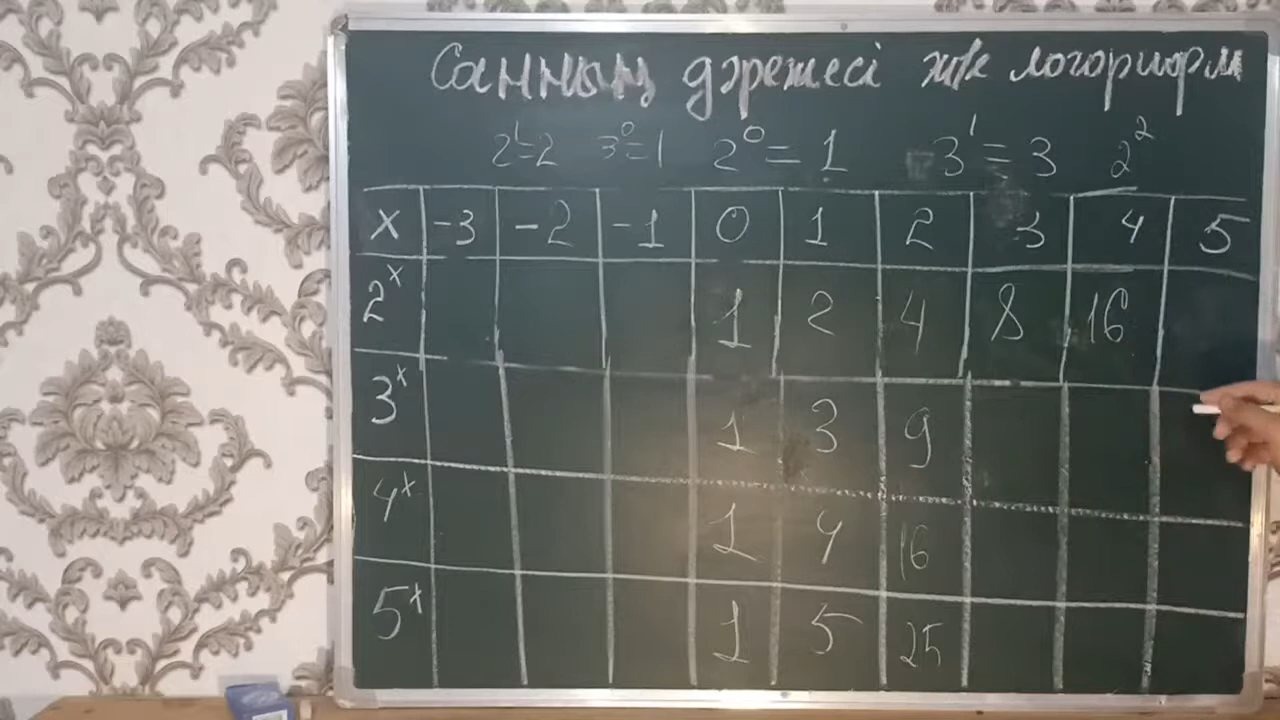 Санның дәрежесі жне логориорм
2¹=2 3⁰=1 2⁰=1 3¹=3 2²
x -3 -2 -1 0 1 2 3 4 5
2ˣ 1 2 4 8 16
3ˣ 1 3 9
4ˣ 1 4 16
5ˣ 1 5 25